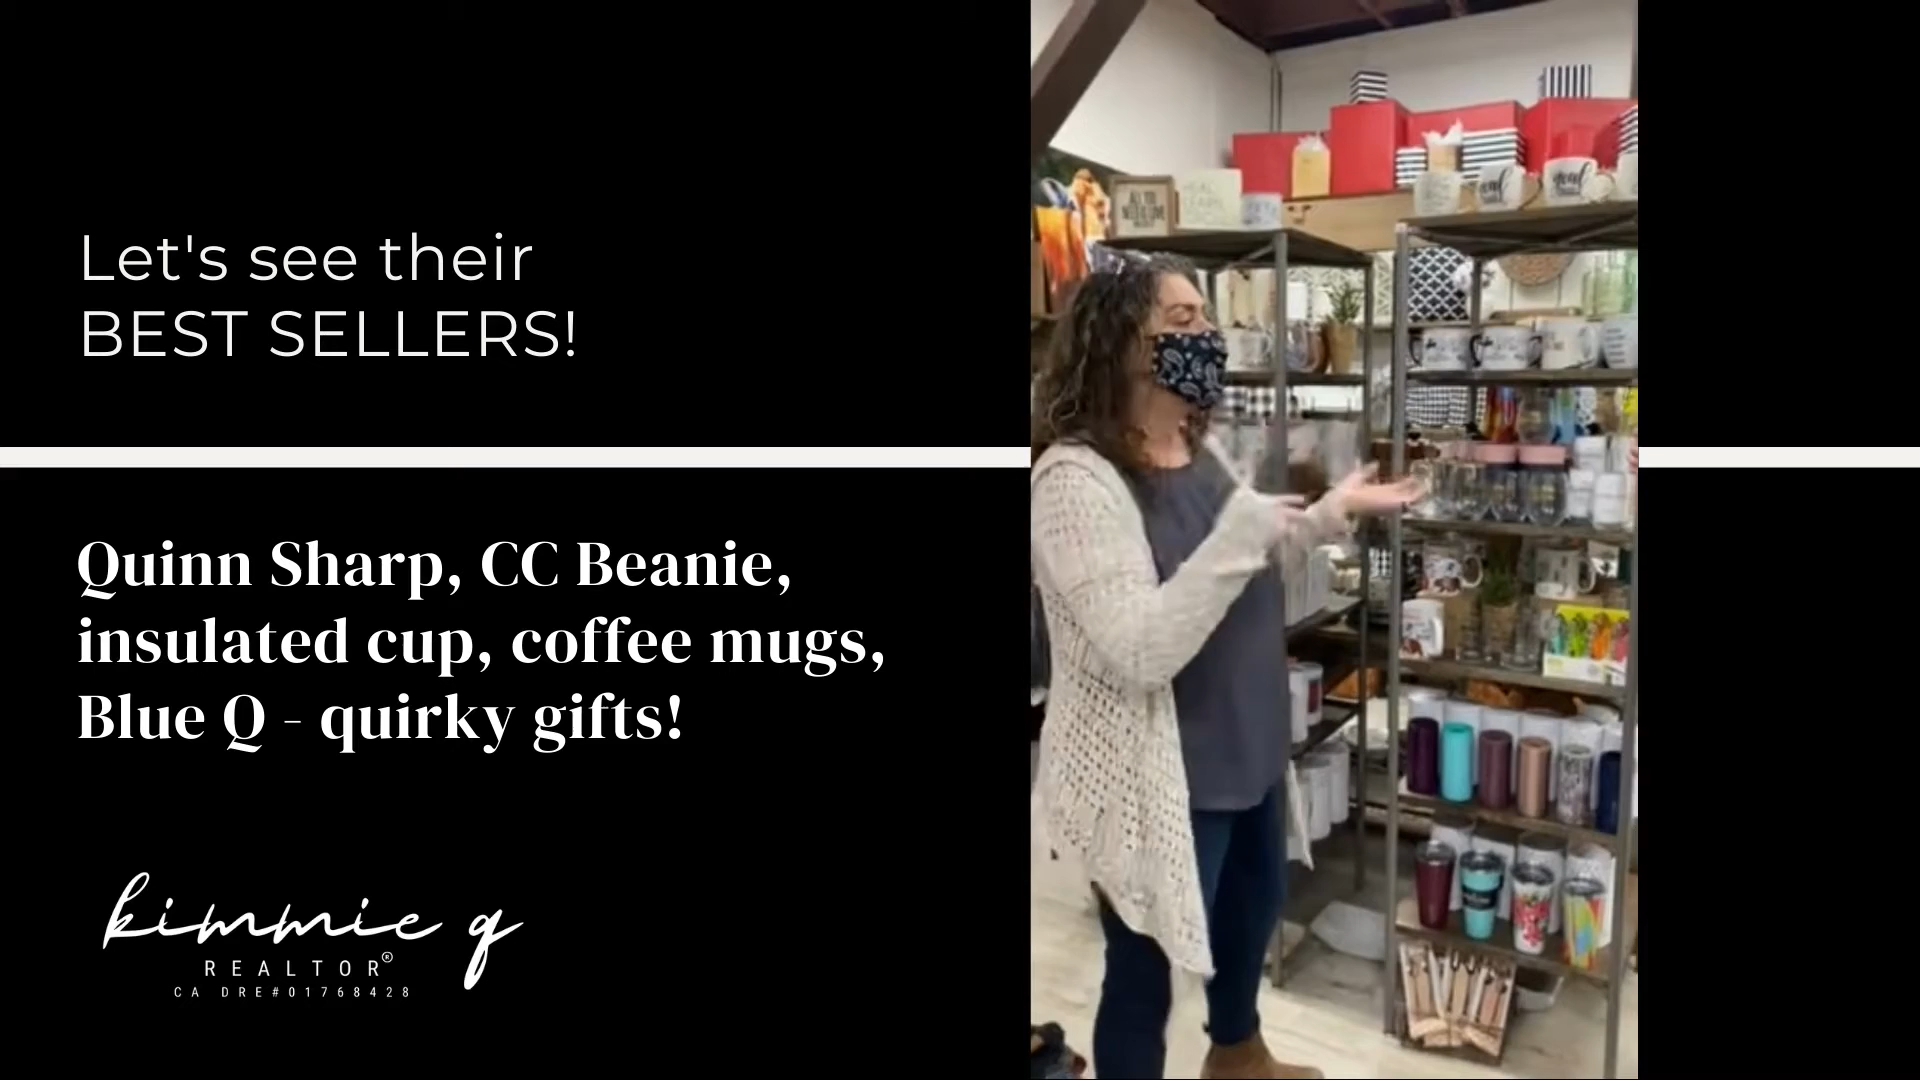 Let's see their
BEST SELLERS!
Quinn Sharp, CC Beanie,
insulated cup, coffee mugs,
Blue Q - quirky gifts!
kimmie q
REALTOR®
CA DRE#01768428